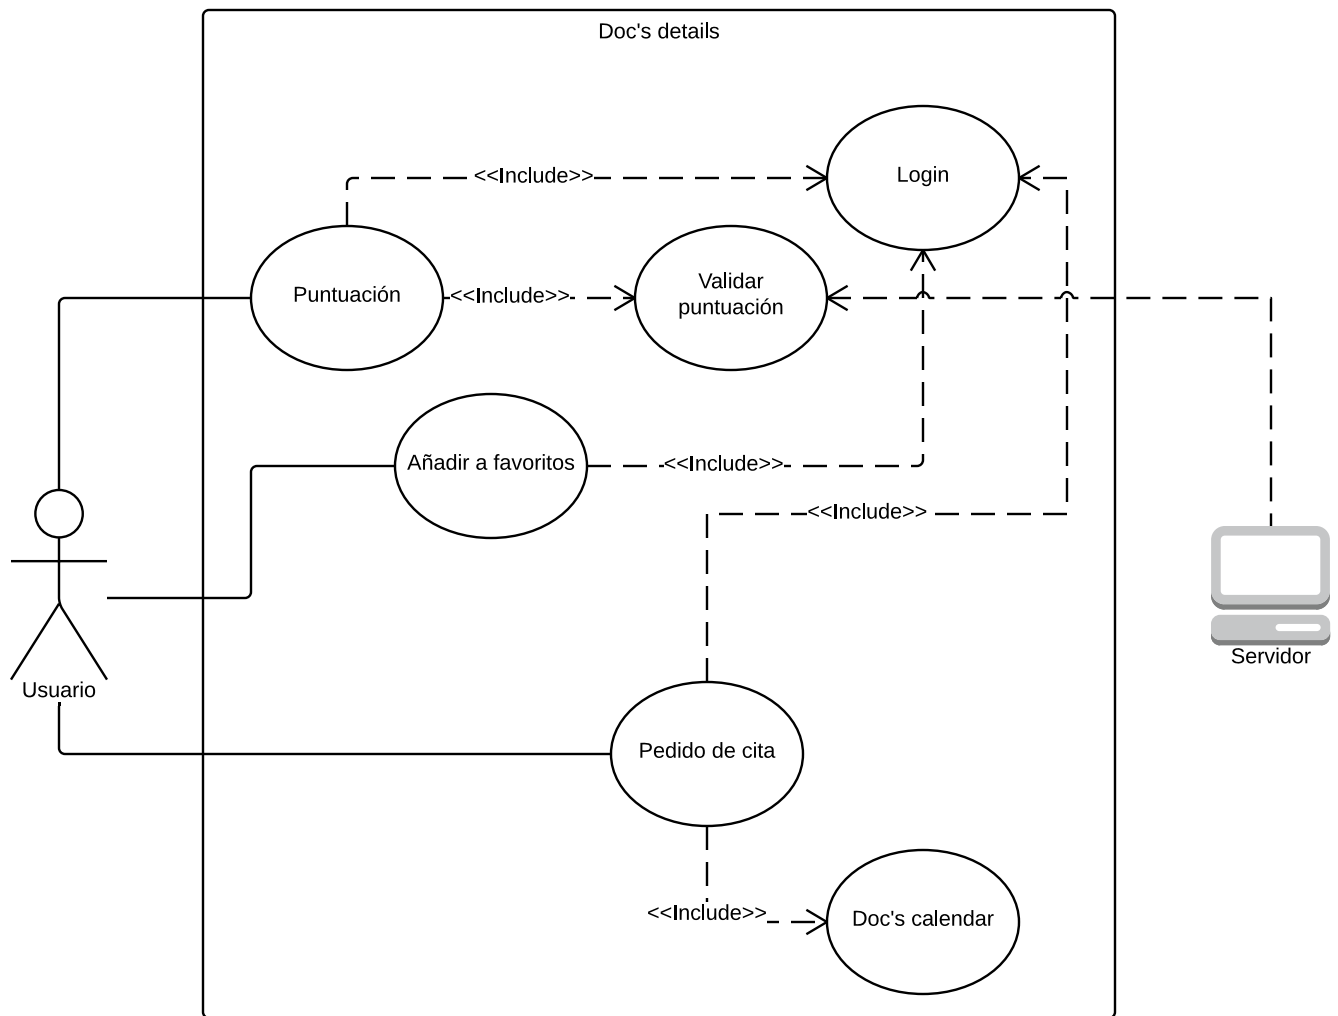 Doc's details
<<Include>>
Login
Puntuación
<<Include>>
Validar
puntuación
Añadir a favoritos
<<Include>>
<<Include>>
Servidor
Usuario
Pedido de cita
<<Include>>
Doc's calendar